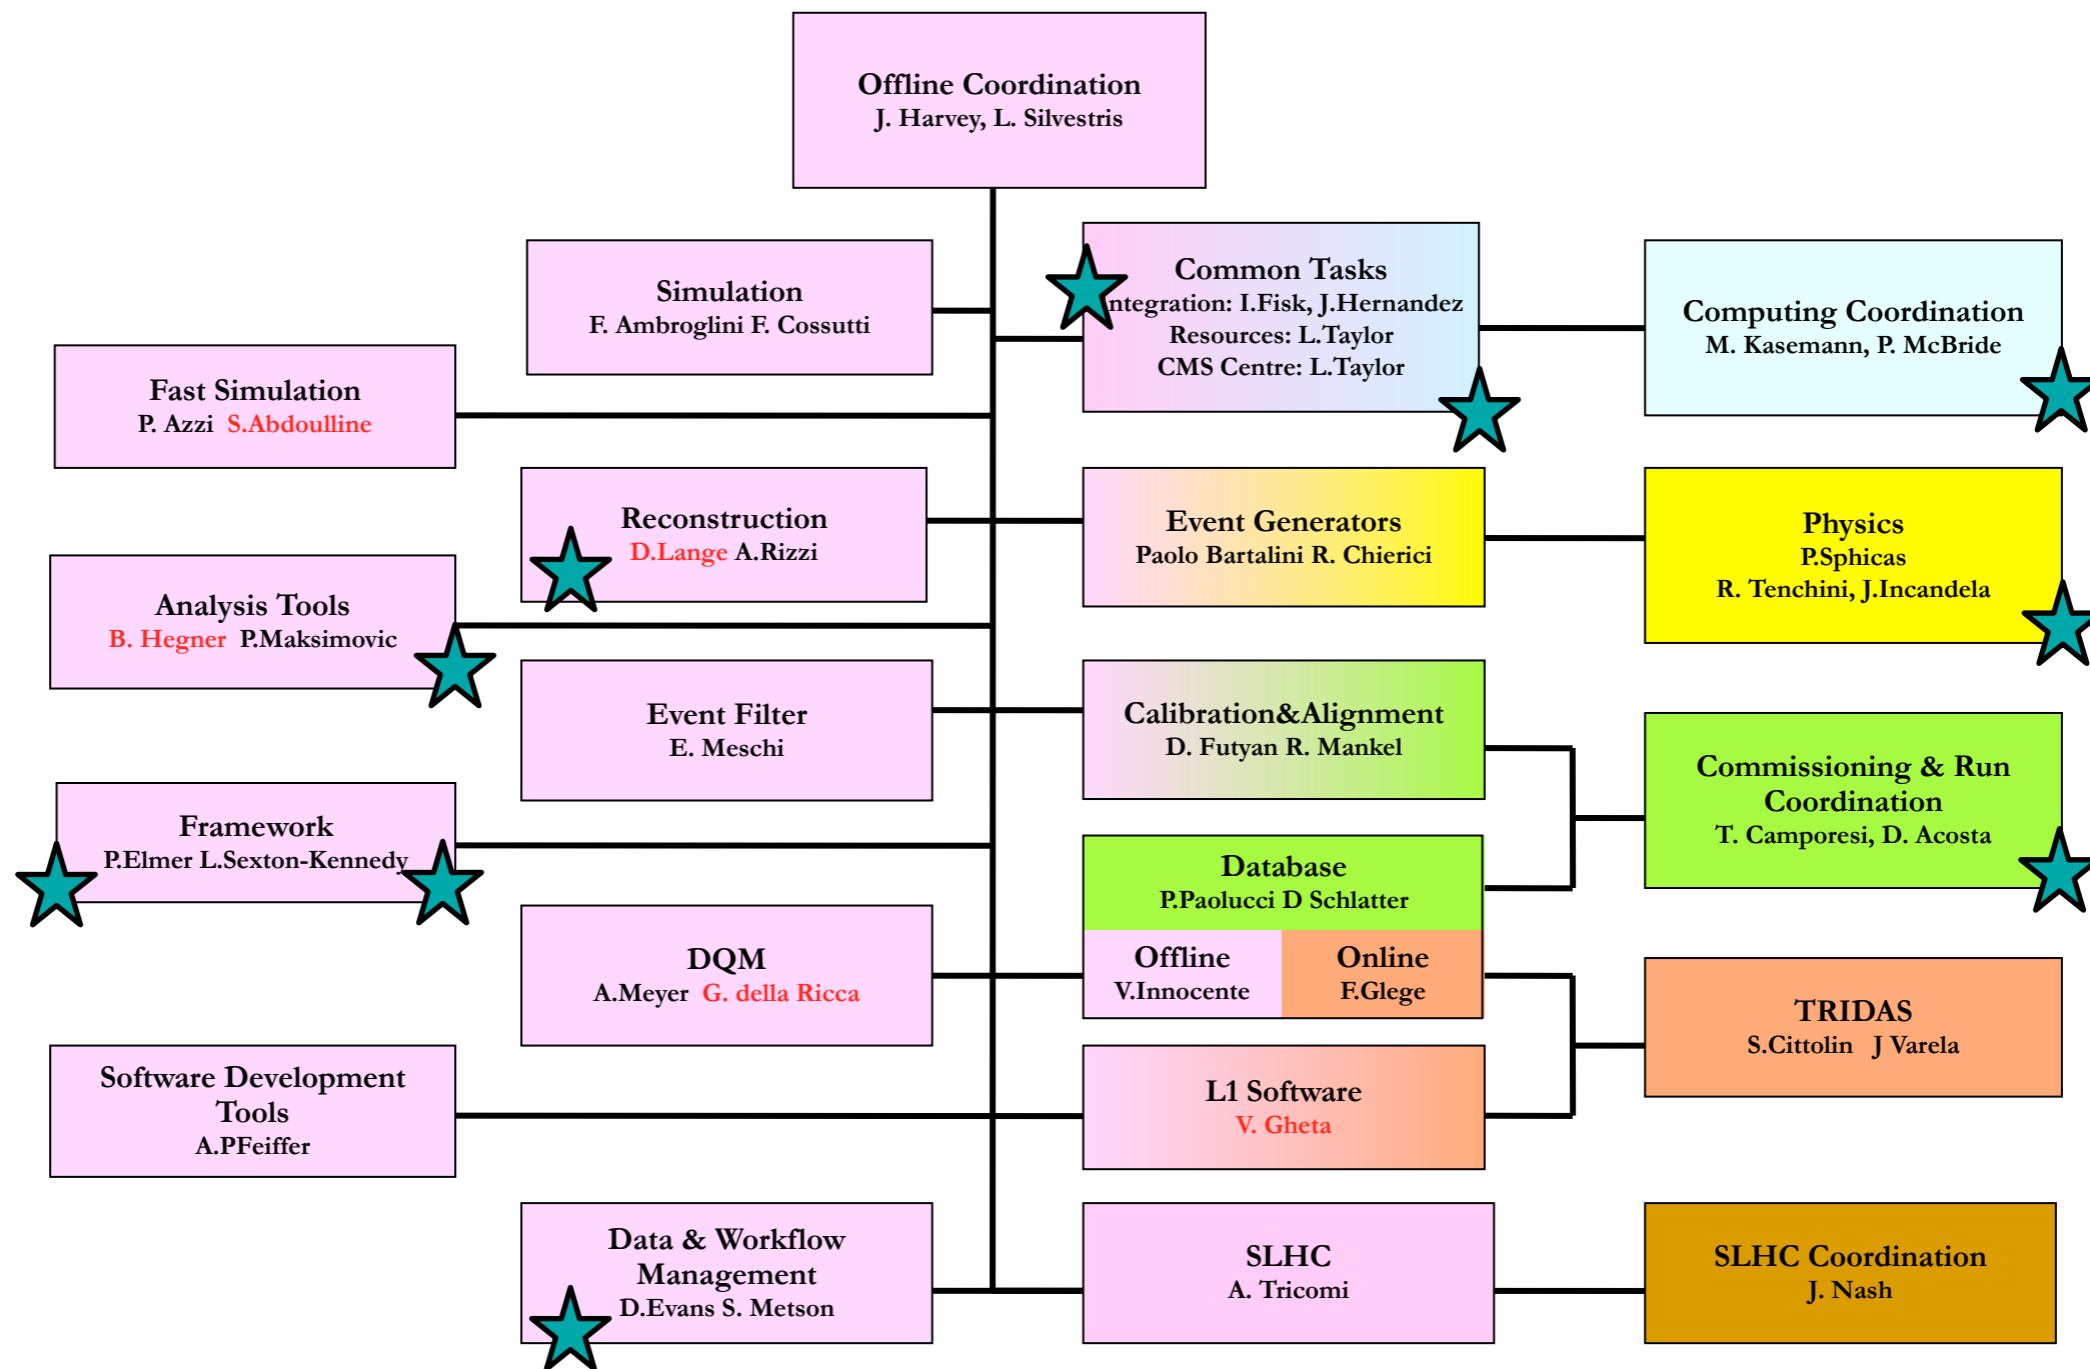 Offline Coordination
J. Harvey, L. Silvestris
Simulation
F. Ambroglini F. Cossutti
Common Tasks
ntegration: I.Fisk, J.Hernandez
Resources: L.Taylor
CMS Centre: L.Taylor
Computing Coordination
M. Kasemann, P. McBride
Fast Simulation
P. Azzi S.Abdoulline
Reconstruction
D.Lange A.Rizzi
Event Generators
Paolo Bartalini R. Chierici
Physics
P.Sphicas
R. Tenchini, J.Incandela
Analysis Tools
B. Hegner P.Maksimovic
Event Filter
E. Meschi
Calibration&Alignment
D. Futyan R. Mankel
Commissioning & Run
Coordination
T. Camporesi, D. Acosta
Framework
P.Elmer L.Sexton-Kennedy
Database
P.Paolucci D Schlatter
DQM
A.Meyer G. della Ricca
Offline
V.Innocente
Online
F.Glege
TRIDAS
S.Cittolin J Varela
Software Development
Tools
A.PFeiffer
L1 Software
V. Gheta
Data & Workflow
Management
D.Evans S. Metson
SLHC
A. Tricomi
SLHC Coordination
J. Nash